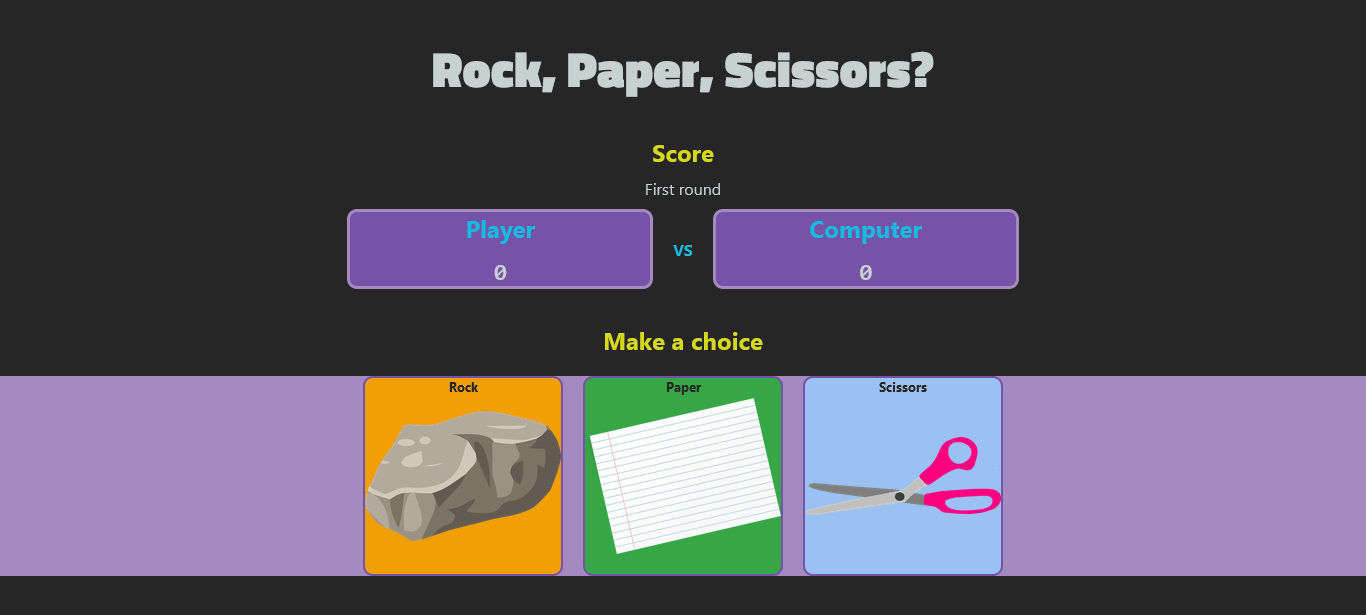 Rock, Paper, Scissors?
Score
First round
Player
0
vs
Computer
0
Make a choice
Rock
Paper
Scissors